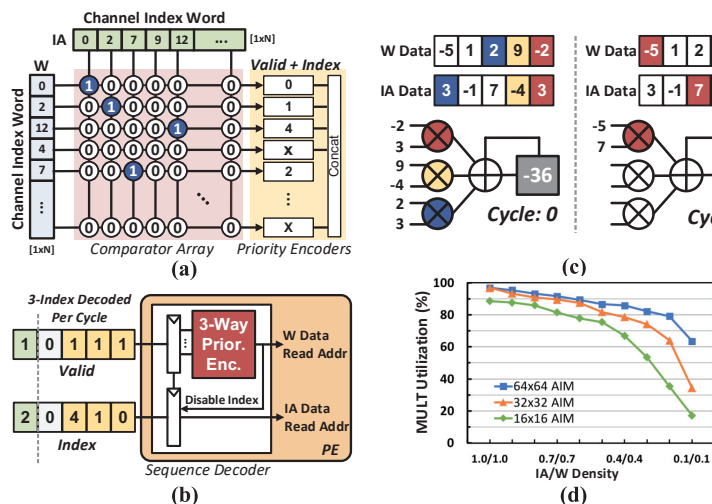 Channel Index Word
IA 0 2 7 9 12 ... [1xN]
W
Valid + Index
Channel Index Word
0 1 0 0 0 0 0 0
2 0 1 0 0 0 0 1
12 0 0 0 0 1 0 4
4 0 0 0 0 0 0 x
7 0 0 1 0 0 0 2
⋮ ⋱ ⋮
0 0 0 0 0 0 X
Concat
[1xN]
Comparator Array
Priority Encoders
(a)
3-Index Decoded
Per Cycle
1 0 1 1 1
Valid
2 0 4 1 0
Index
3-Way
Prior.
Enc.
Disable Index
W Data
Read Addr
IA Data
Read Addr
Sequence Decoder
PE
(b)
W Data -5 1 2 9 -2
IA Data 3 -1 7 -4 3
-2
3
9
-4
2
3
-36
Cycle: 0
W Data -5 1 2
IA Data 3 -1 7
-5
7
Cyc
(c)
MULT Utilization (%)
100
80
60
40
20
0
64x64 AIM
32x32 AIM
16x16 AIM
1.0/1.0 0.7/0.7 0.4/0.4 0.1/0.1
IA/W Density
(d)